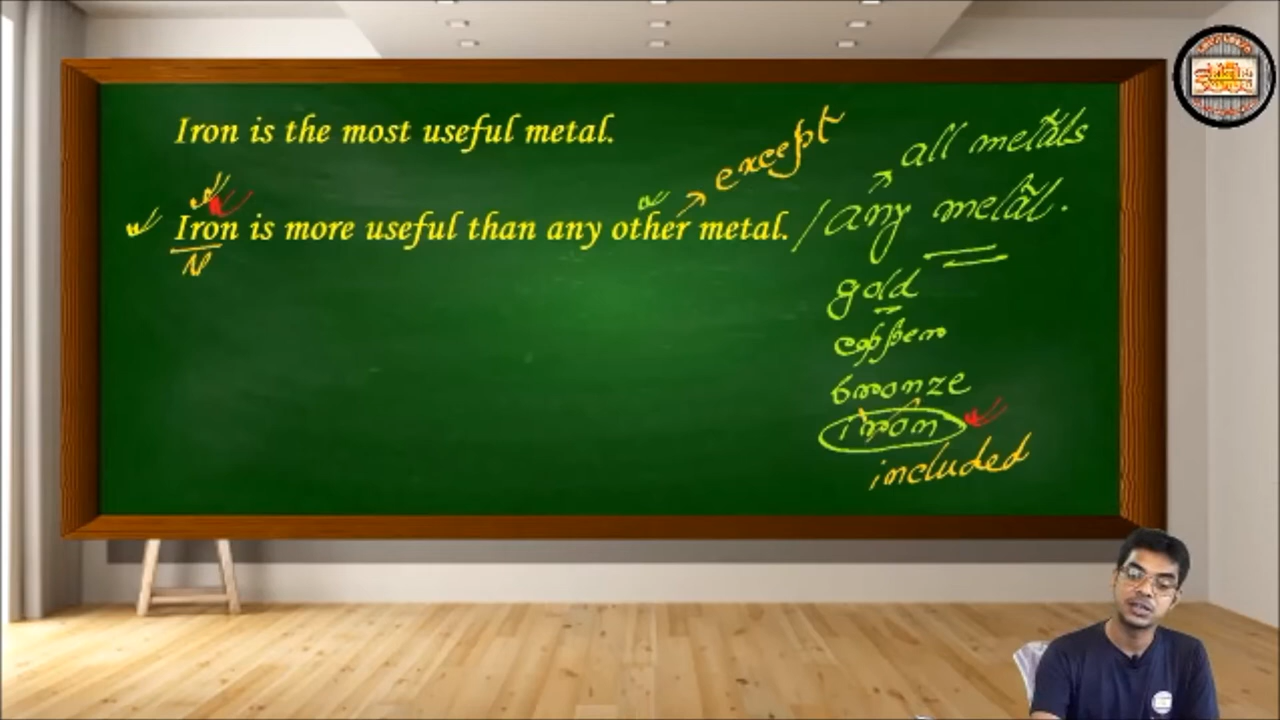 Iron is the most useful metal.
except
all metals
Iron is more useful than any other metal. / any metal.
N
gold
copper
bronze
iron
included